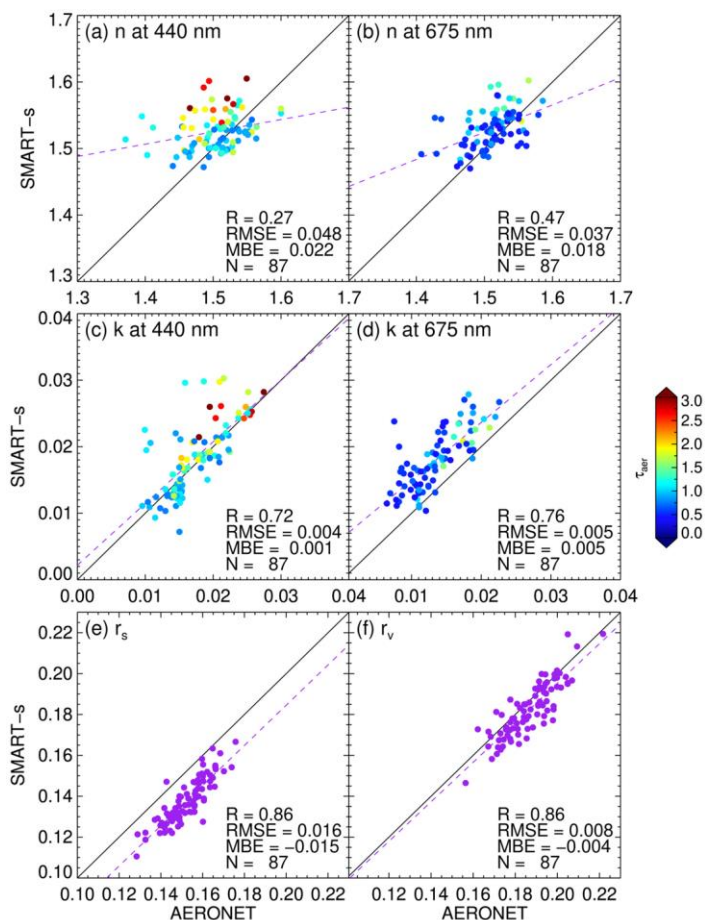 1.7
(a) n at 440 nm
(b) n at 675 nm
1.6
SMART-s
1.5
1.4
R = 0.27
RMSE = 0.048
MBE = 0.022
N = 87
R = 0.47
RMSE = 0.037
MBE = 0.018
N = 87
1.3
1.3 1.4 1.5 1.6 1.7 1.4 1.5 1.6 1.7
0.04
(c) k at 440 nm
(d) k at 675 nm
0.03
SMART-s
0.02
0.01
R = 0.72
RMSE = 0.004
MBE = 0.001
N = 87
R = 0.76
RMSE = 0.005
MBE = 0.005
N = 87
0.00
0.00 0.01 0.02 0.03 0.04 0.01 0.02 0.03 0.04
3.0
2.5
2.0
1.5
1.0
0.5
0.0
τaer
(e) rs
(f) rv
0.22
0.20
0.18
SMART-s
0.16
0.14
0.12
R = 0.86
RMSE = 0.016
MBE = −0.015
N = 87
R = 0.86
RMSE = 0.008
MBE = −0.004
N = 87
0.10
0.10 0.12 0.14 0.16 0.18 0.20 0.22 0.12 0.14 0.16 0.18 0.20 0.22
AERONET AERONET